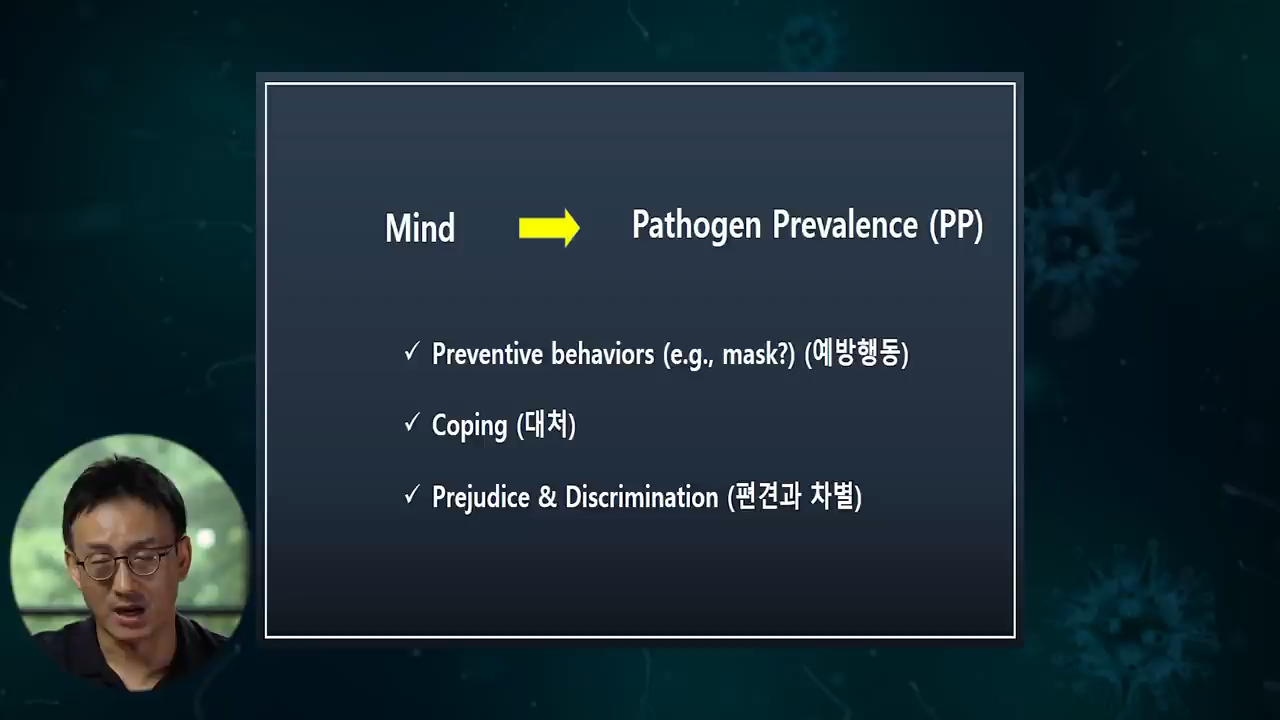 Mind
Pathogen Prevalence (PP)
✓ Preventive behaviors (e.g., mask?) (예방행동)
✓ Coping (대처)
✓ Prejudice & Discrimination (편견과 차별)